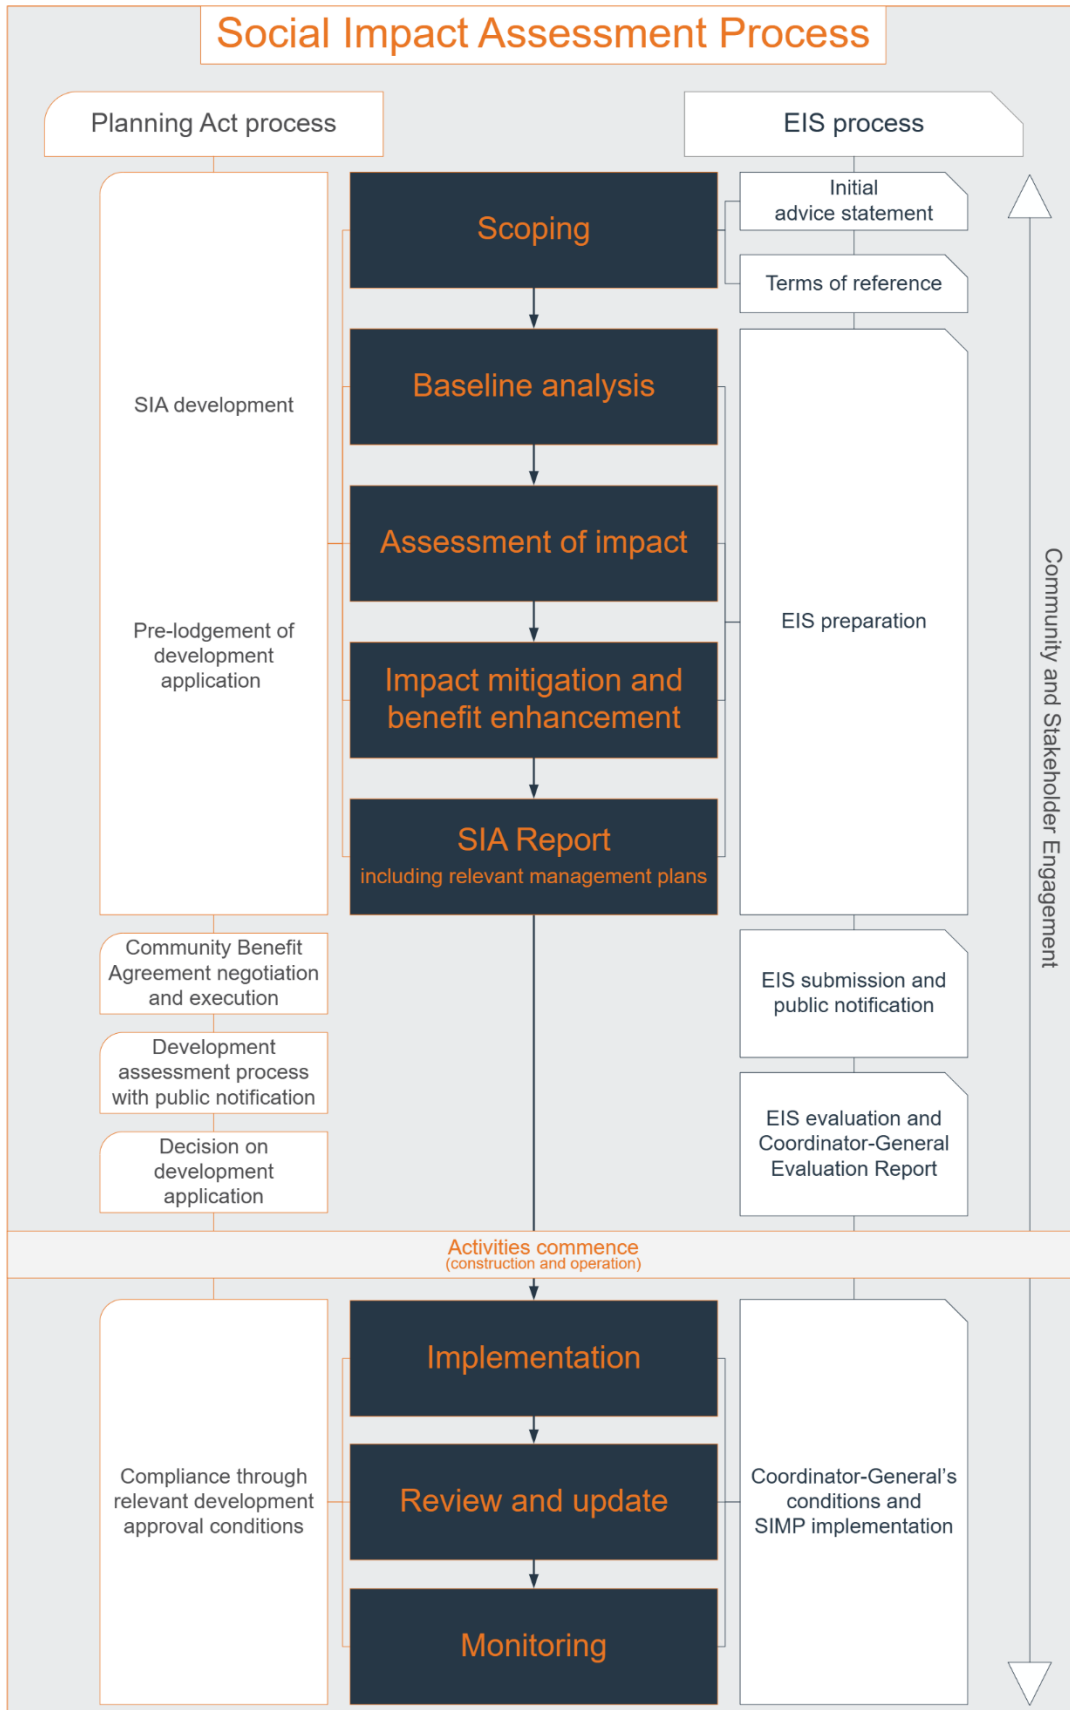 Social Impact Assessment Process
Planning Act process
EIS process
Scoping
Initial
advice statement
Terms of reference
Baseline analysis
SIA development
Assessment of impact
Pre-lodgement of
development
application
EIS preparation
Impact mitigation and
benefit enhancement
SIA Report
including relevant management plans
Community and Stakeholder Engagement
Community Benefit
Agreement negotiation
and execution
EIS submission and
public notification
Development
assessment process
with public notification
EIS evaluation and
Coordinator-General
Evaluation Report
Decision on
development
application
Activities commence
(construction and operation)
Implementation
Compliance through
relevant development
approval conditions
Review and update
Coordinator-General's
conditions and
SIMP implementation
Monitoring